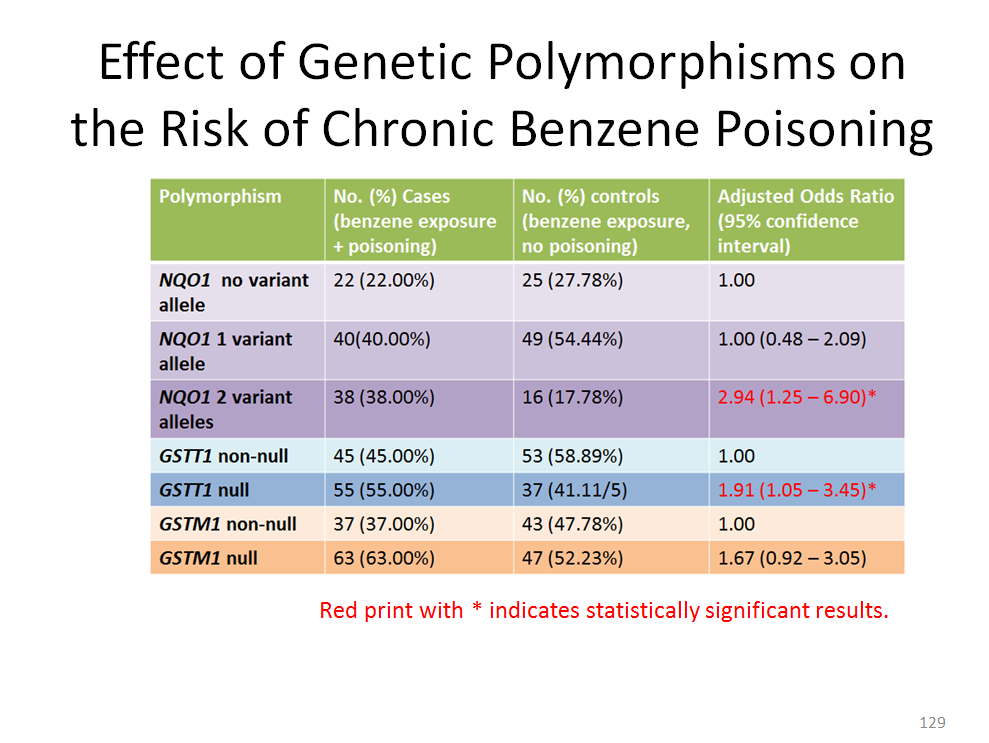 Effect of Genetic Polymorphisms on
the Risk of Chronic Benzene Poisoning
Polymorphism
No. (%) Cases
(benzene exposure
+ poisoning)
No. (%) controls
(benzene exposure,
no poisoning)
Adjusted Odds Ratio
(95% confidence
interval)
NQO1 no variant
allele
22 (22.00%)
25 (27.78%)
1.00
NQO1 1 variant
allele
40(40.00%)
49 (54.44%)
1.00 (0.48 – 2.09)
NQO1 2 variant
alleles
38 (38.00%)
16 (17.78%)
2.94 (1.25 – 6.90)*
GSTT1 non-null
45 (45.00%)
53 (58.89%)
1.00
GSTT1 null
55 (55.00%)
37 (41.11/5)
1.91 (1.05 – 3.45)*
GSTM1 non-null
37 (37.00%)
43 (47.78%)
1.00
GSTM1 null
63 (63.00%)
47 (52.23%)
1.67 (0.92 – 3.05)
Red print with * indicates statistically significant results.
129